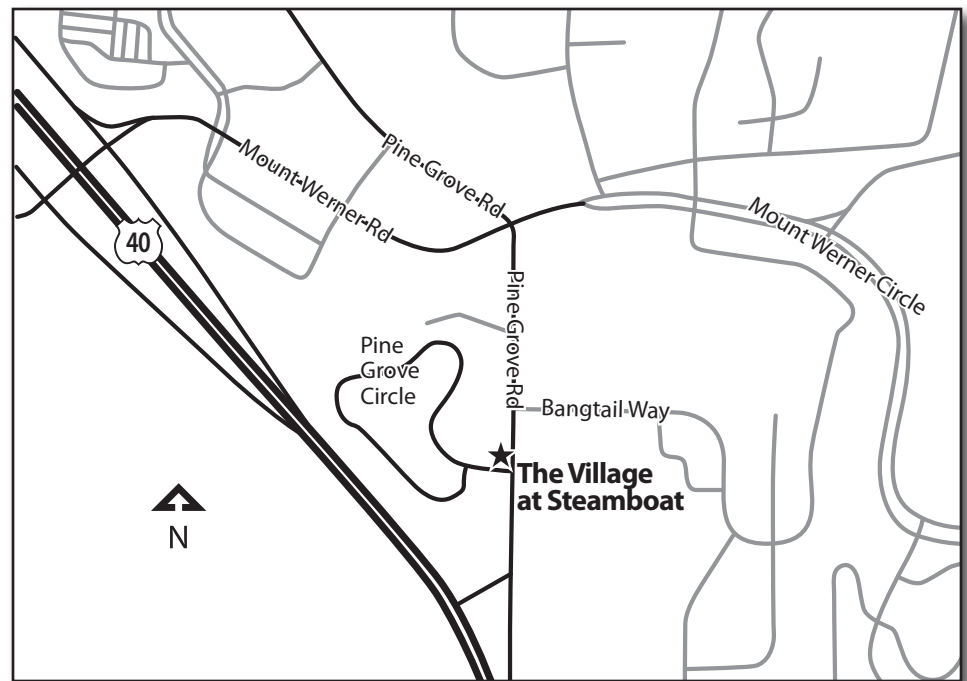 Pine Grove Rd
Mount Werner Rd
40
Mount Werner Circle
Pine Grove Rd
Pine
Grove
Circle
Bangtail Way
The Village
at Steamboat
N